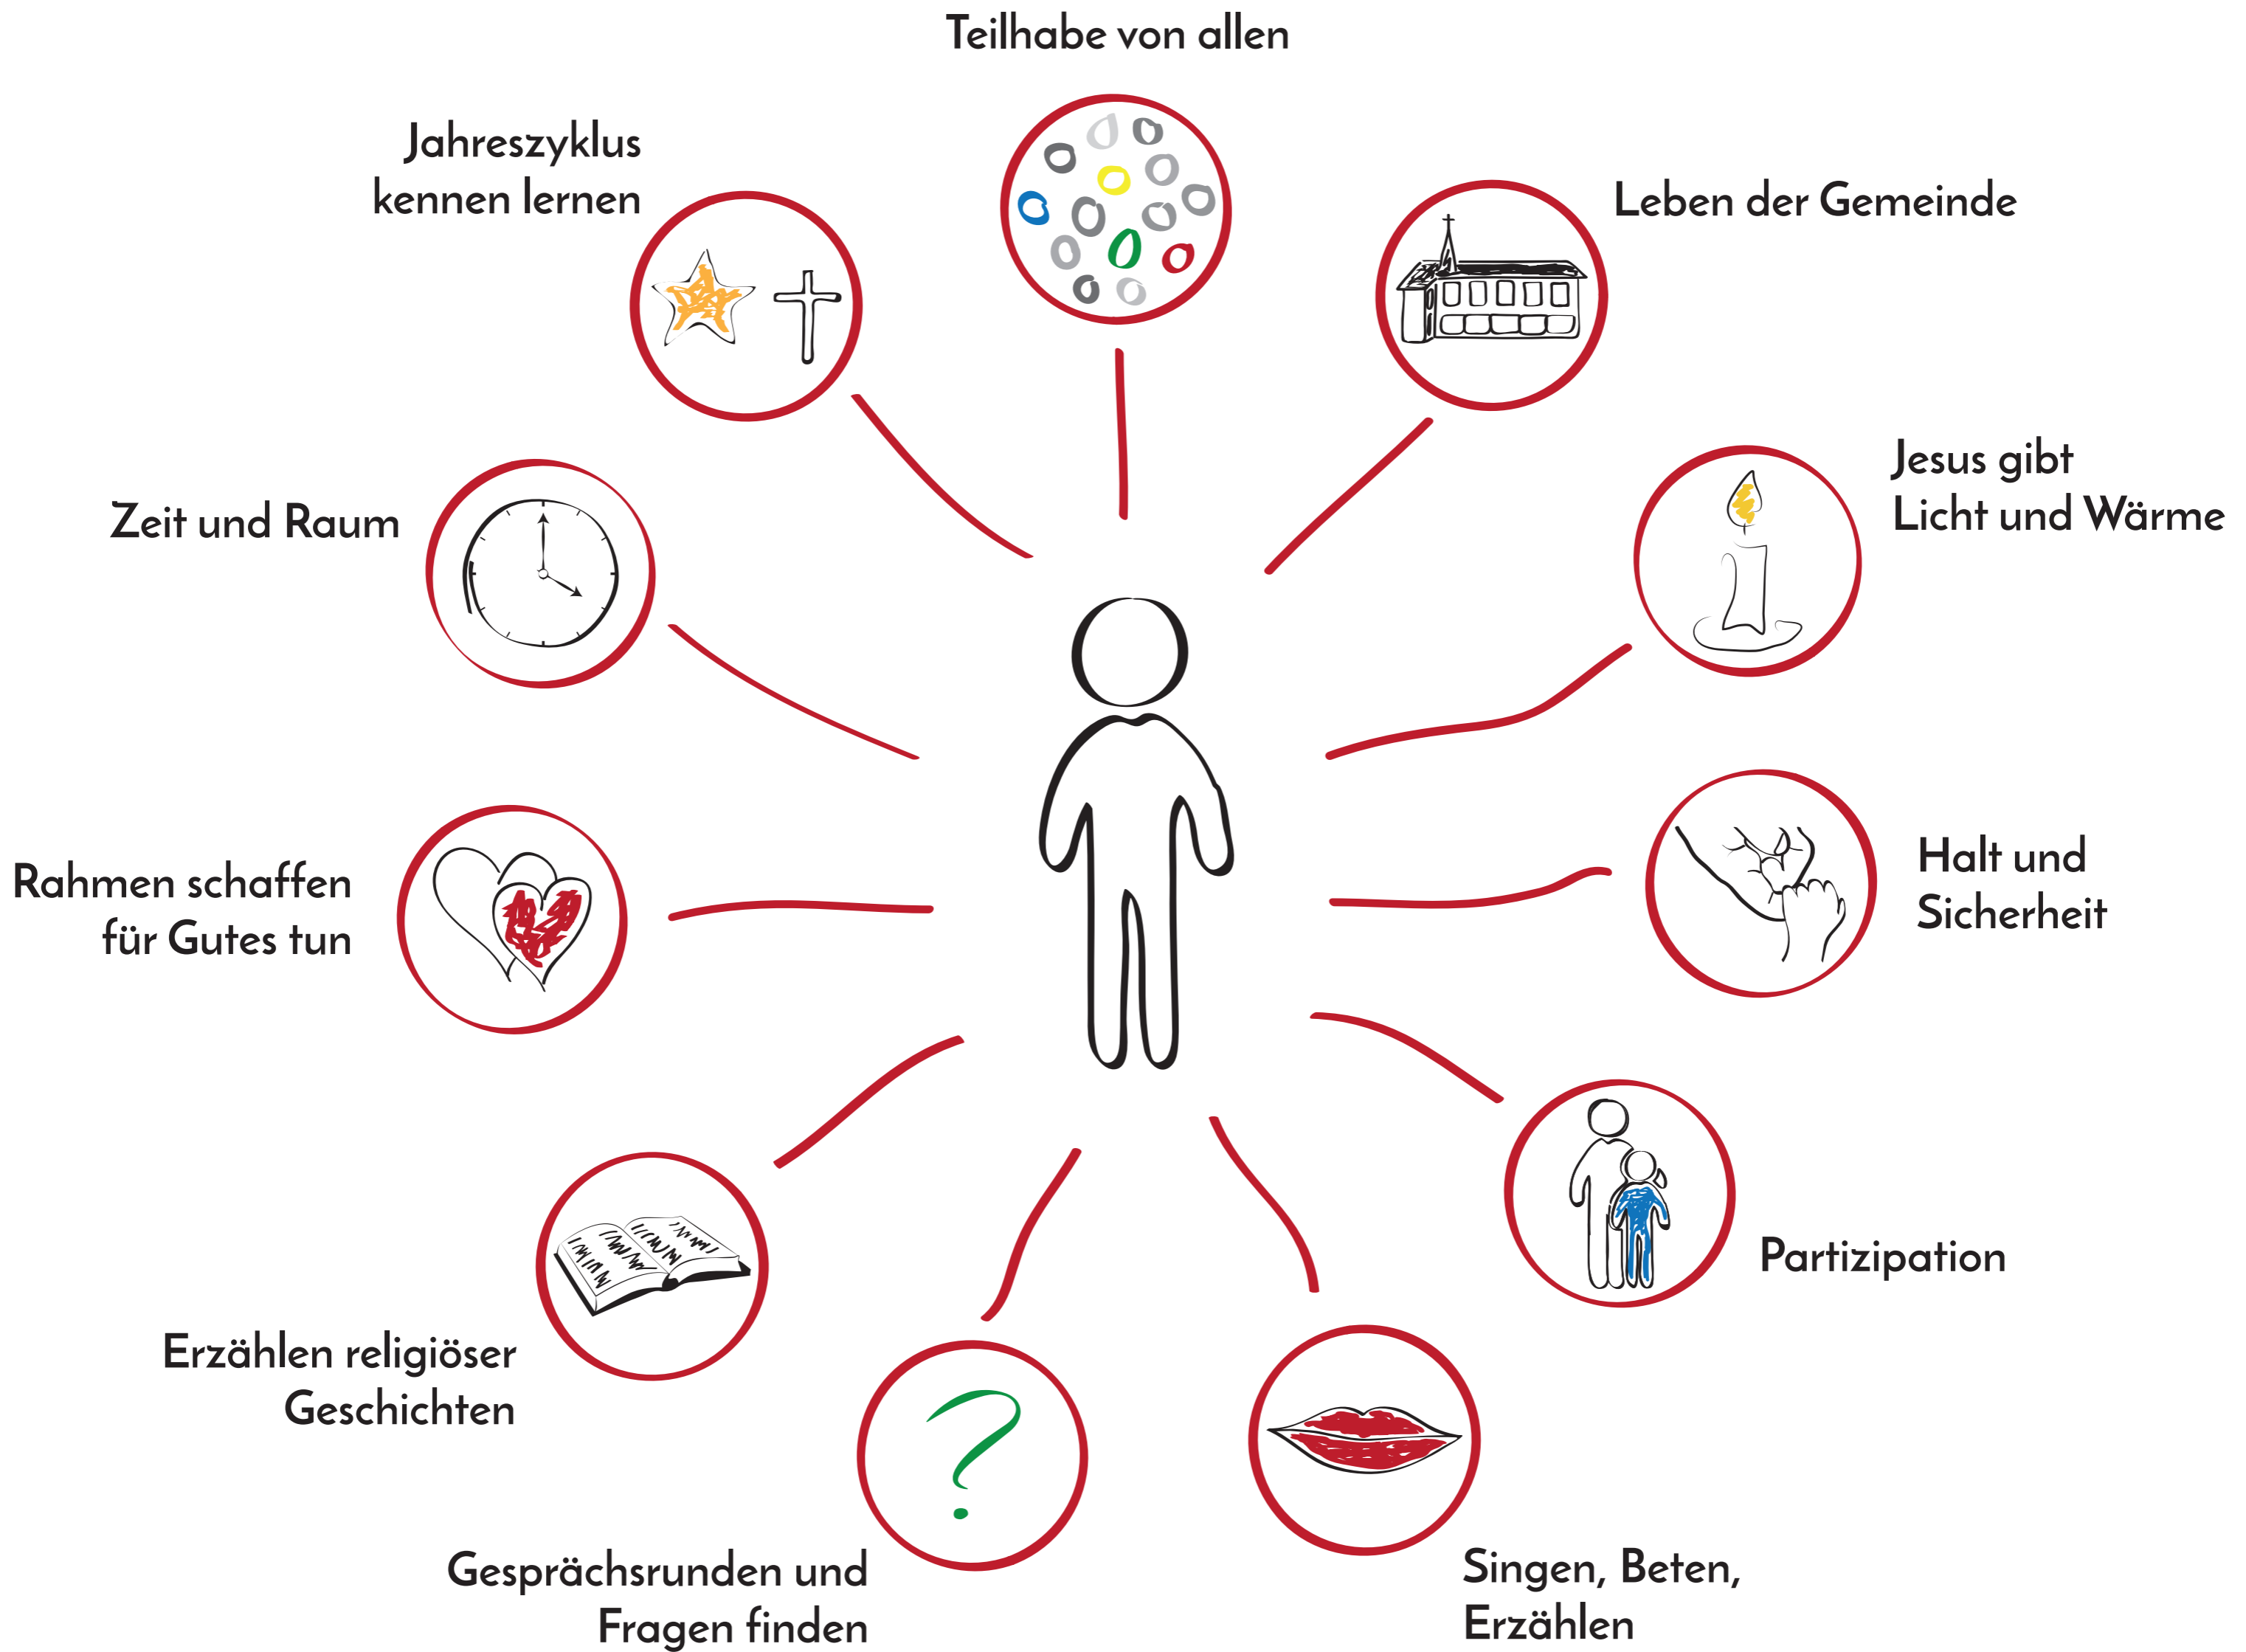 Teilhabe von allen
Jahreszyklus
kennen lernen
Leben der Gemeinde
Jesus gibt
Licht und Wärme
Zeit und Raum
Halt und
Sicherheit
Rahmen schaffen
für Gutes tun
Partizipation
Erzählen religiöser
Geschichten
Gesprächsrunden und
Fragen finden
Singen, Beten,
Erzählen